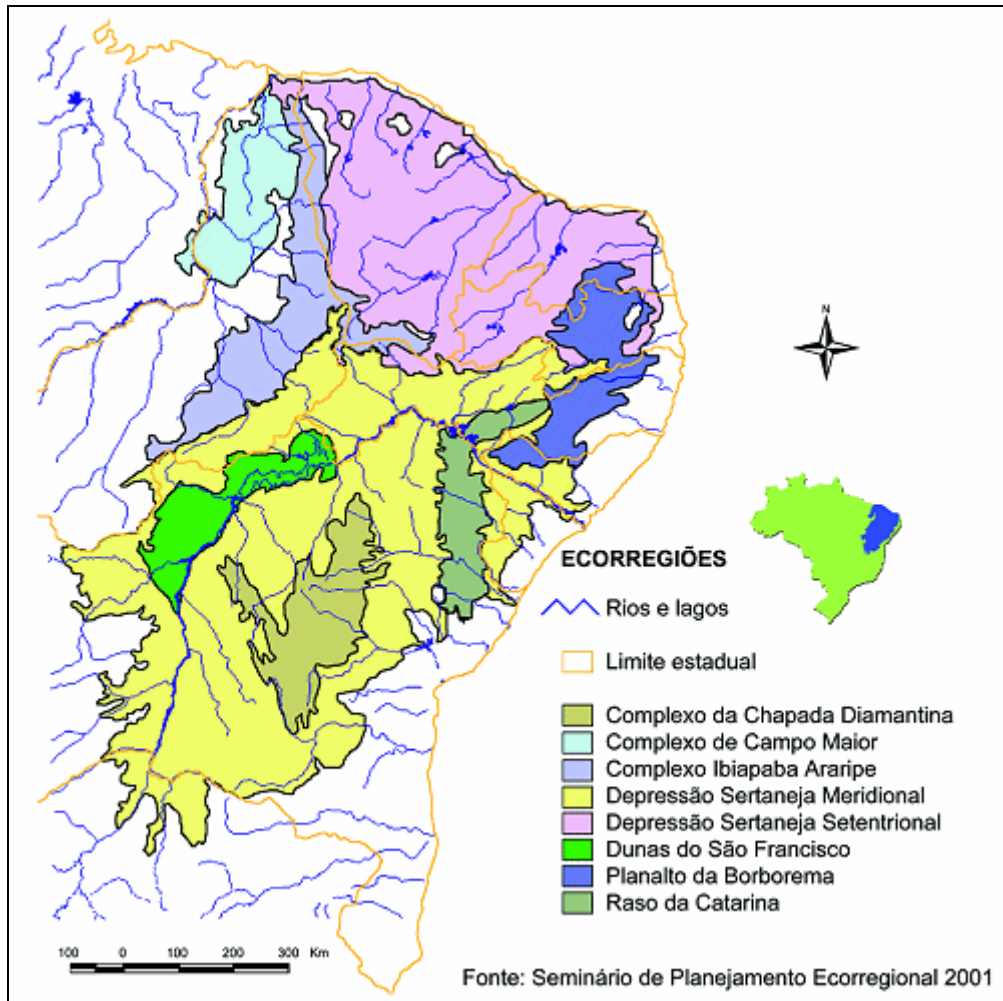 N
ECORREGIÕES
Rios e lagos
Limite estadual
Complexo da Chapada Diamantina
Complexo de Campo Maior
Complexo Ibiapaba Araripe
Depressão Sertaneja Meridional
Depressão Sertaneja Setentrional
Dunas do São Francisco
Planalto da Borborema
Raso da Catarina
100 0 100 200 300 Km
Fonte: Seminário de Planejamento Ecorregional 2001